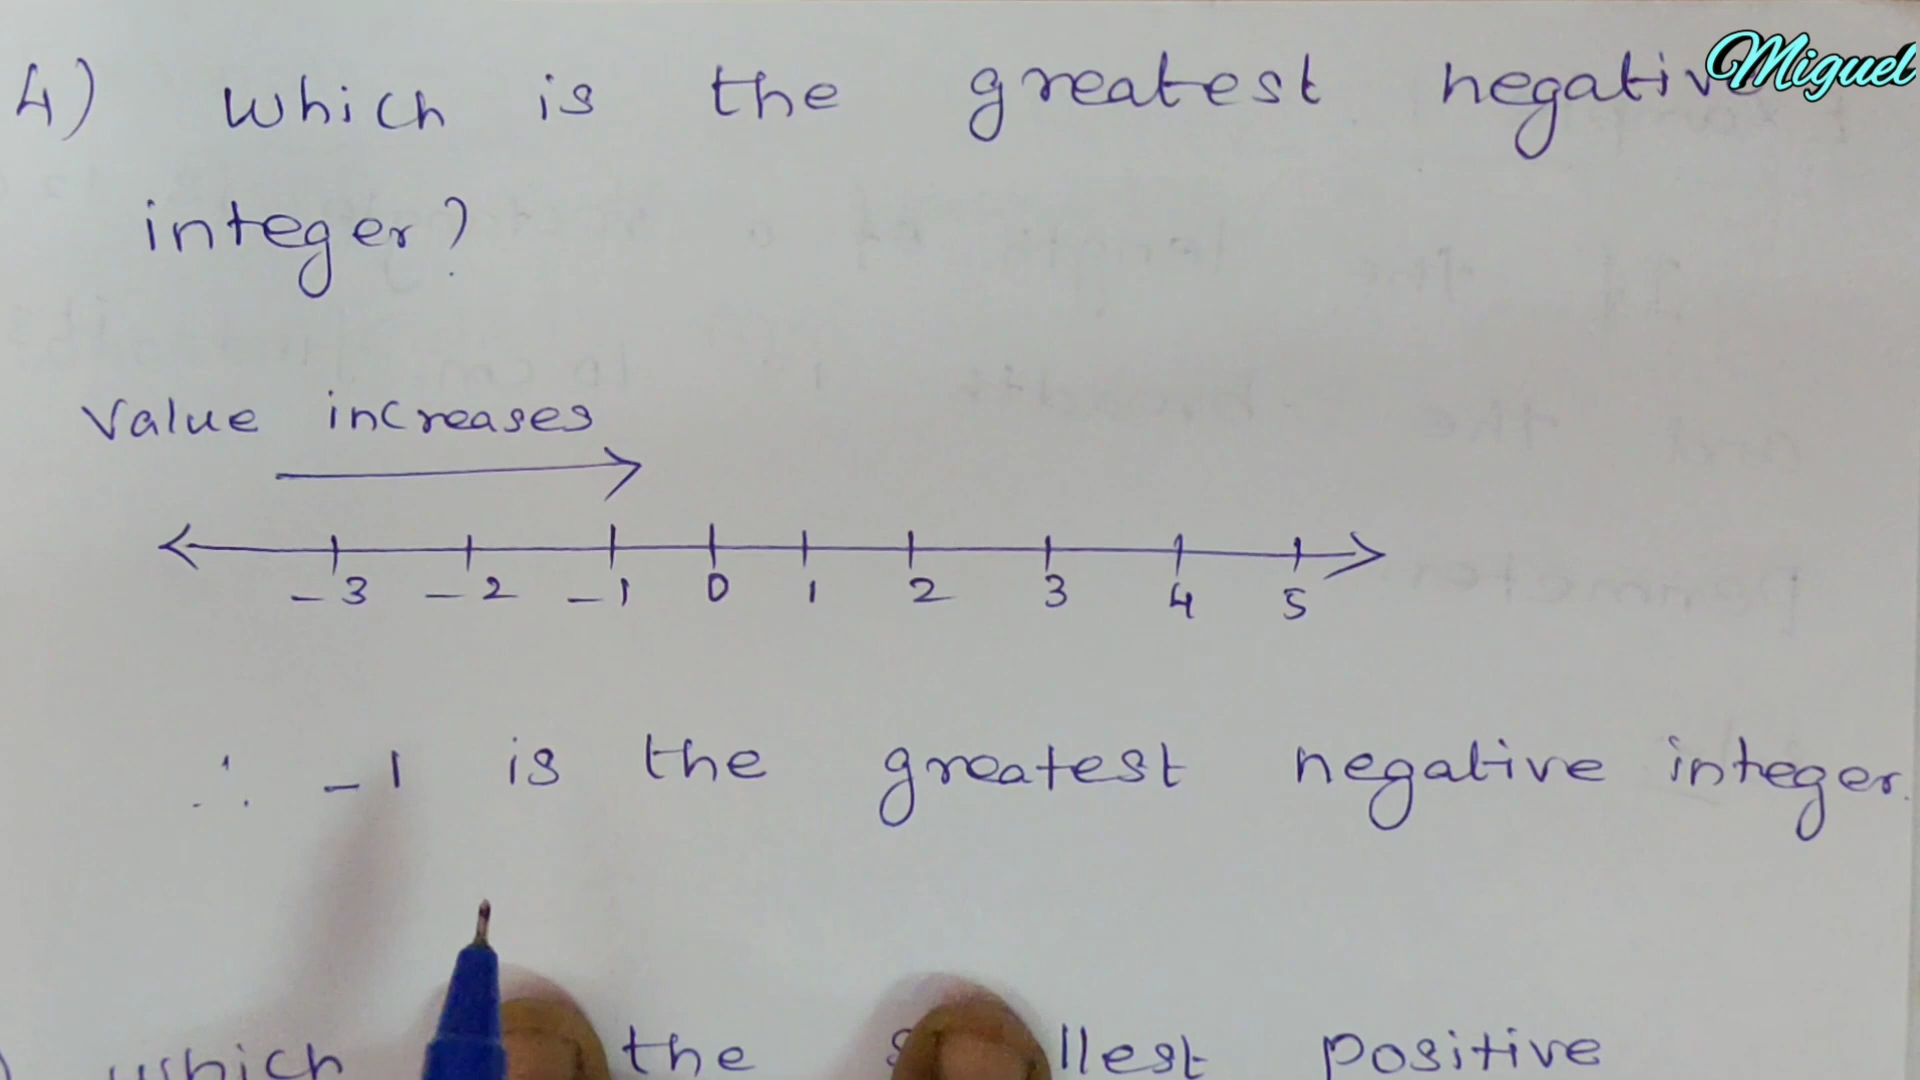 4) Which is the greatest negative
Miguel
integer?
Value increases
-3 -2 -1 0 1 2 3 4 5
∴ -1 is the greatest negative integer.
which the positive